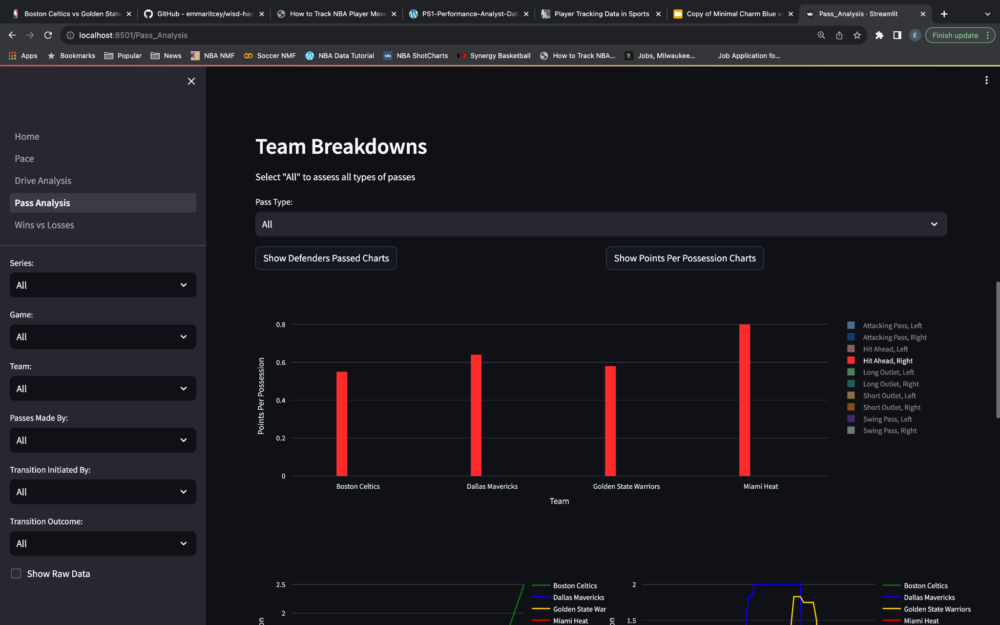 Boston Celtics vs Golden State
GitHub - emmaritcey/wisd-hac
How to Track NBA Player Move
PS1-Performance-Analyst-Dat
Player Tracking Data in Sports
Copy of Minimal Charm Blue va
Pass_Analysis · Streamlit
localhost:8501/Pass_Analysis
E
Finish update
Apps
Bookmarks
Popular
News
NBA NMF
Soccer NMF
NBA Data Tutorial
tds
NBA ShotCharts
Synergy Basketball
How to Track NBA...
T
Jobs, Milwaukee...
Job Application fo...
Home
Pace
Drive Analysis
Pass Analysis
Wins vs Losses
Series:
All
Game:
All
Team:
All
Passes Made By:
All
Transition Initiated By:
All
Transition Outcome:
All
Show Raw Data
Team Breakdowns
Select "All" to assess all types of passes
Pass Type:
All
Show Defenders Passed Charts
Show Points Per Possession Charts
0.8
0.6
0.4
0.2
0
Points Per Possession
Boston Celtics
Dallas Mavericks
Golden State Warriors
Miami Heat
Team
Attacking Pass, Left
Attacking Pass, Right
Hit Ahead, Left
Hit Ahead, Right
Long Outlet, Left
Long Outlet, Right
Short Outlet, Left
Short Outlet, Right
Swing Pass, Left
Swing Pass, Right
2.5
2
on
Boston Celtics
Dallas Mavericks
Golden State War
Miami Heat
2
1.5
on
Boston Celtics
Dallas Mavericks
Golden State Warriors
Miami Heat